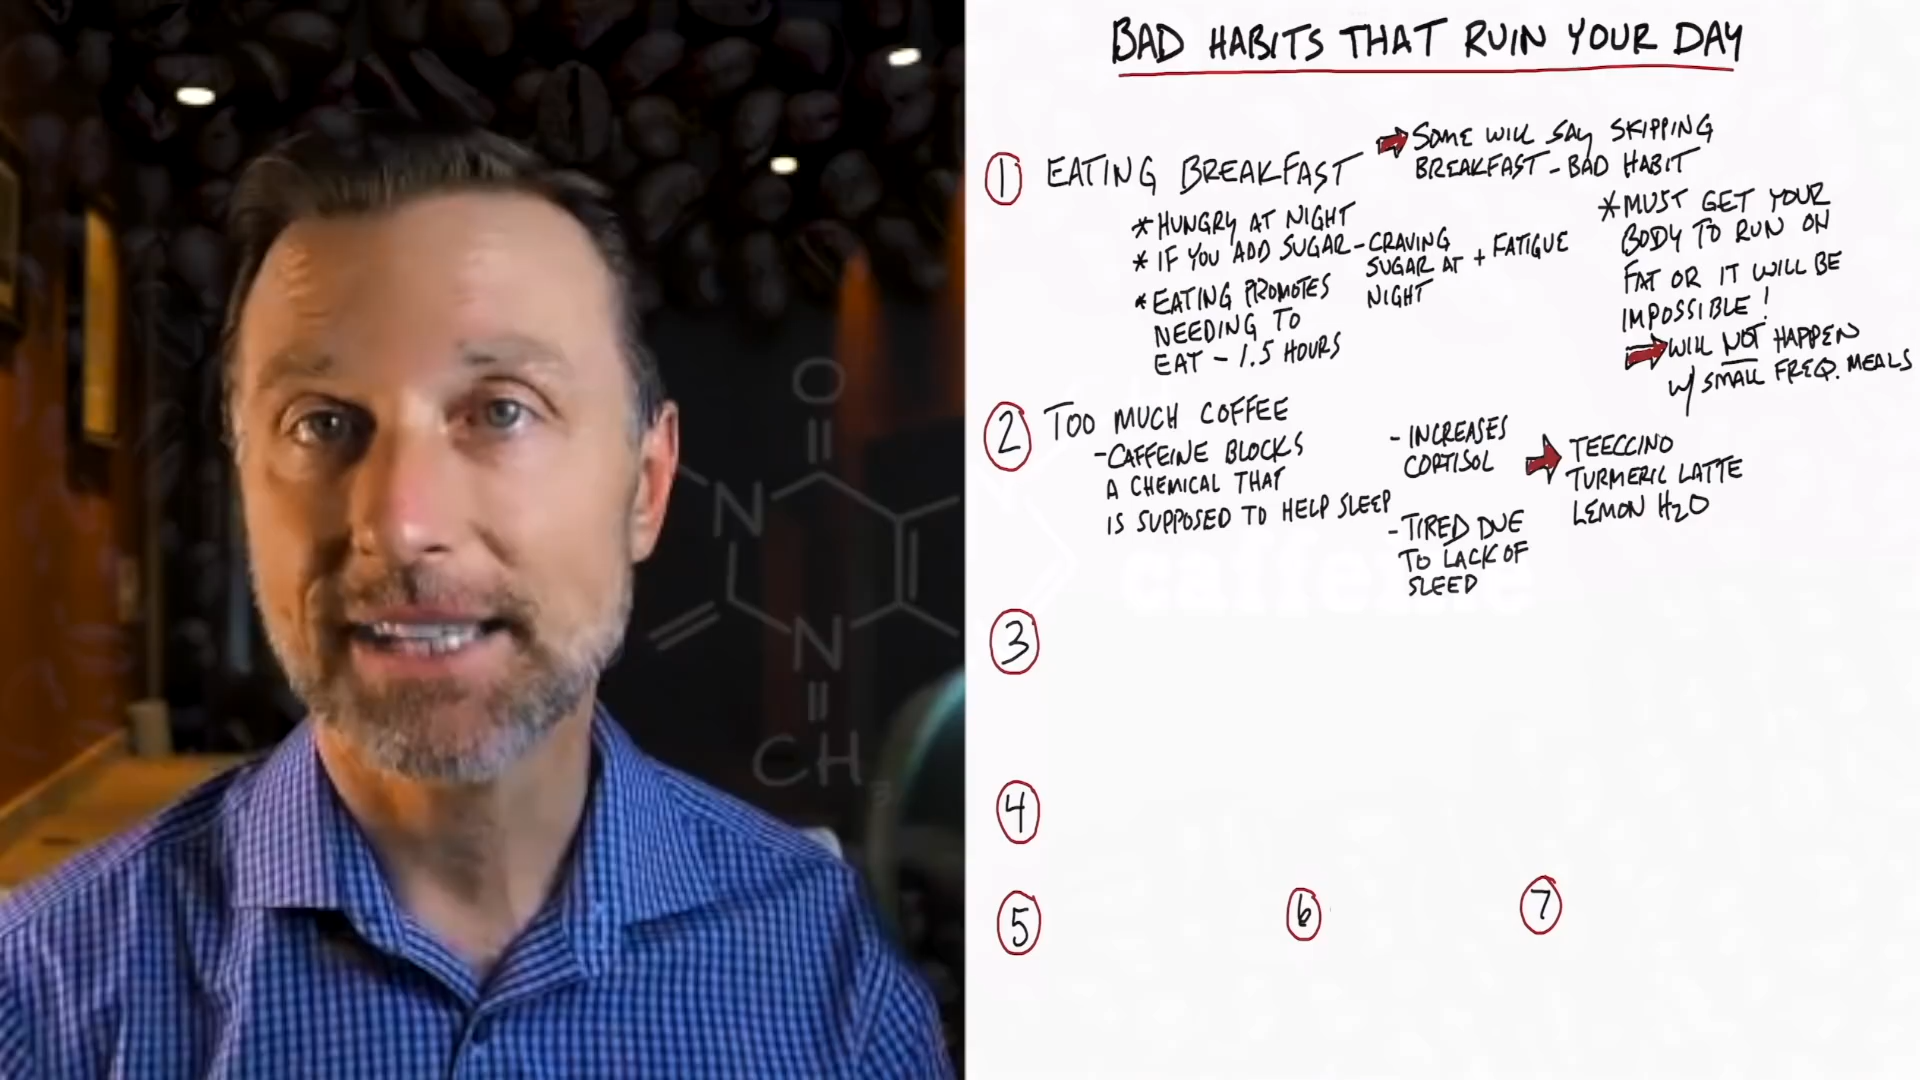 BAD HABITS THAT RUIN YOUR DAY
1 EATING BREAKFAST
SOME WILL SAY SKIPPING
BREAKFAST - BAD HABIT
* HUNGRY AT NIGHT
* IF YOU ADD SUGAR - CRAVING
SUGAR AT + FATIGUE
NIGHT
* EATING PROMOTES
NEEDING TO
EAT - 1.5 HOURS
* MUST GET YOUR
BODY TO RUN ON
FAT OR IT WILL BE
IMPOSSIBLE!
WILL NOT HAPPEN
W/ SMALL FREQ. MEALS
2 TOO MUCH COFFEE
- CAFFEINE BLOCKS
A CHEMICAL THAT
IS SUPPOSED TO HELP SLEEP
- INCREASES
CORTISOL
- TIRED DUE
TO LACK OF
SLEED
TEECCINO
TURMERIC LATTE
LEMON H2O
3
4
5 6 7
O
N
N
CH3
caffeine